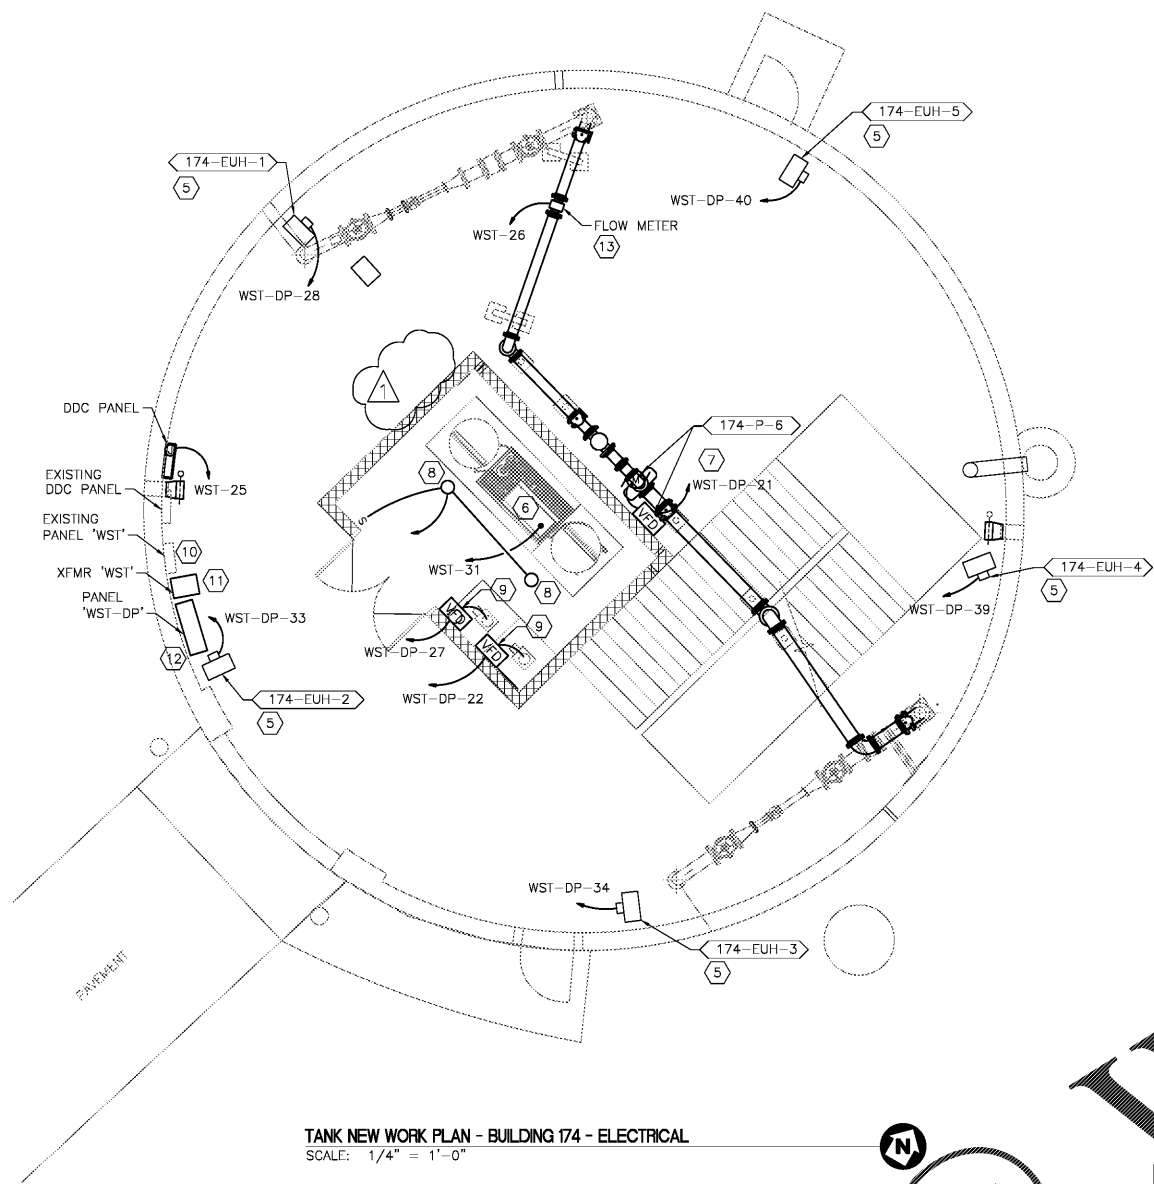 174-EUH-5
5
174-EUH-1
5
WST-DP-40
WST-26
FLOW METER
13
WST-DP-28
1
DDC PANEL
174-P-6
7
8
EXISTING
DDC PANEL
WST-25
WST-DP-21
VFD
6
S
EXISTING
PANEL 'WST'
10
XFMR 'WST'
11
WST-31
8
174-EUH-4
5
PANEL
'WST-DP'
9
WST-DP-39
WST-DP-33
VFD
9
12
WST-DP-27
VFD
WST-DP-22
174-EUH-2
5
WST-DP-34
174-EUH-3
5
PAVEMENT
TANK NEW WORK PLAN - BUILDING 174 - ELECTRICAL
SCALE: 1/4" = 1'-0"
N